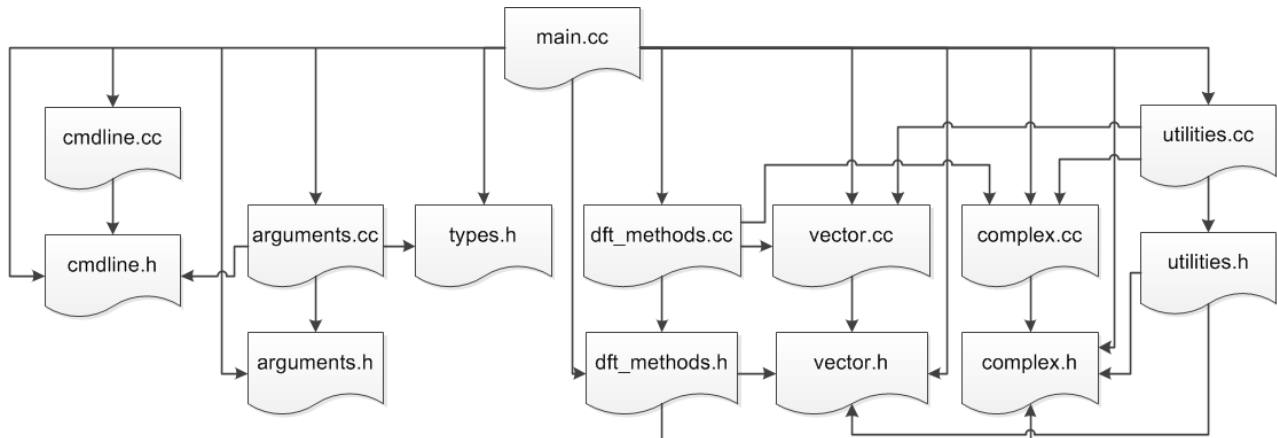 main.cc
cmdline.cc
utilities.cc
arguments.cc
types.h
dft_methods.cc
vector.cc
complex.cc
cmdline.h
utilities.h
arguments.h
dft_methods.h
vector.h
complex.h